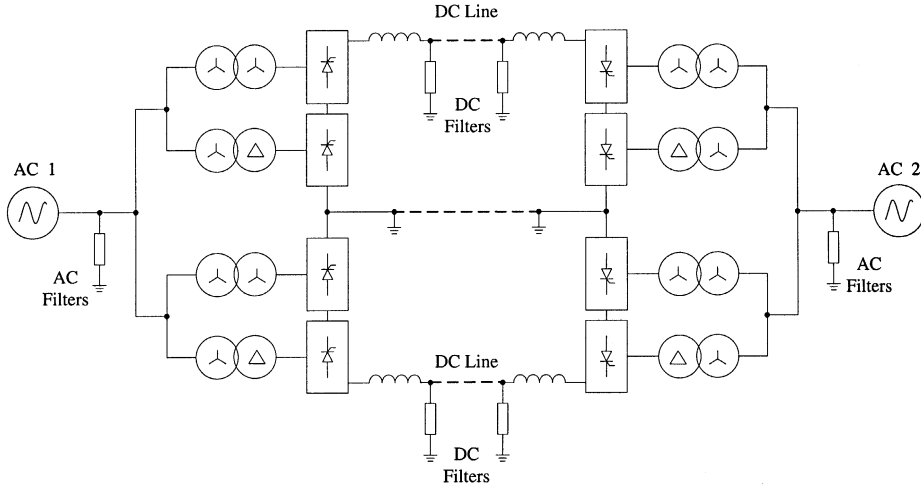 DC Line
DC
Filters
AC 1
AC 2
AC
Filters
AC
Filters
DC Line
DC
Filters